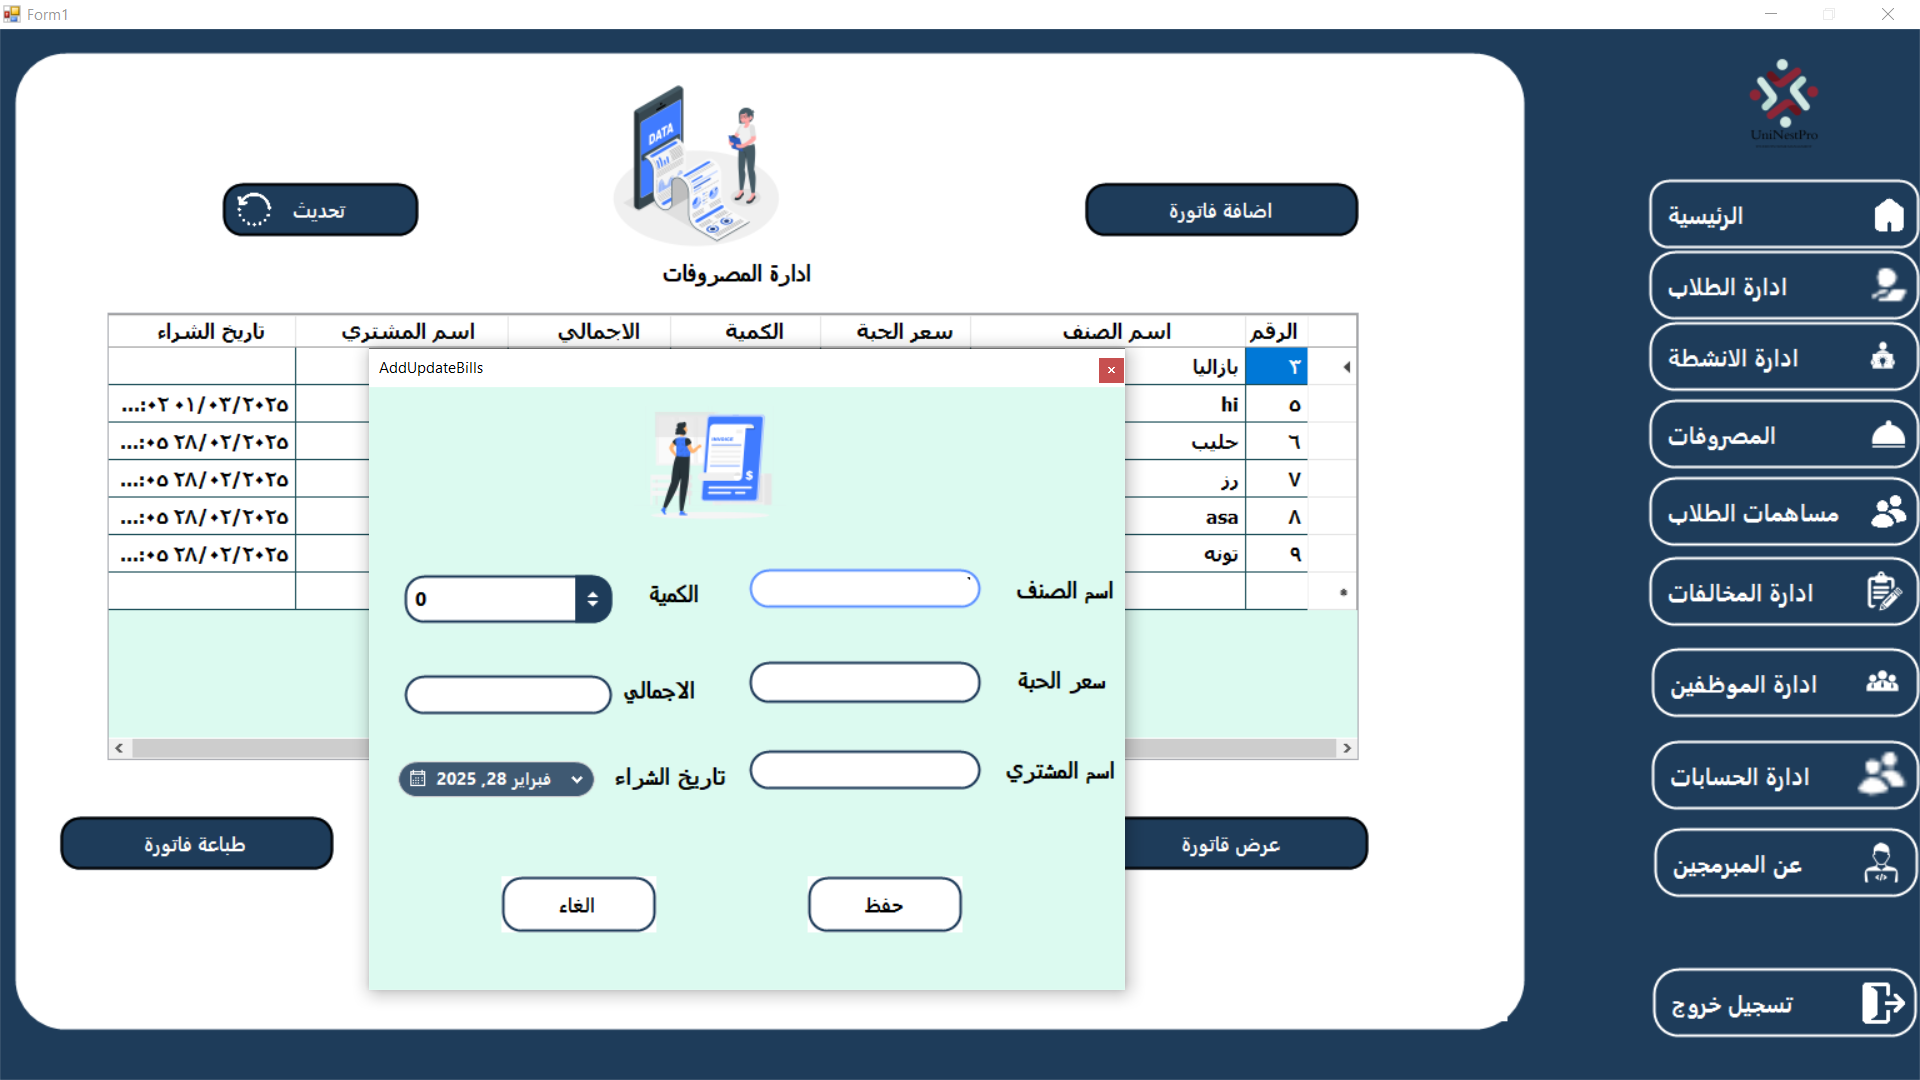 Form1
UniNestPro
DATA
تحديث
اضافة فاتورة
ادارة المصروفات
الرقم اسم الصنف سعر الحبة الكمية الاجمالي اسم المشتري تاريخ الشراء
٣ بازاليا
٥ hi ٠١/٠٣/٢٠٢٥ ٠٢:...
٦ حليب ٢٨/٠٢/٢٠٢٥ ٠٥:...
٧ رز ٢٨/٠٢/٢٠٢٥ ٠٥:...
٨ asa ٢٨/٠٢/٢٠٢٥ ٠٥:...
٩ تونه ٢٨/٠٢/٢٠٢٥ ٠٥:...
AddUpdateBills
INVOICE
$
اسم الصنف
الكمية 0
سعر الحبة
الاجمالي
اسم المشتري
تاريخ الشراء فبراير 28, 2025
حفظ
الغاء
عرض قاتورة
طباعة فاتورة
الرئيسية
ادارة الطلاب
ادارة الانشطة
المصروفات
مساهمات الطلاب
ادارة المخالفات
ادارة الموظفين
ادارة الحسابات
عن المبرمجين
تسجيل خروج